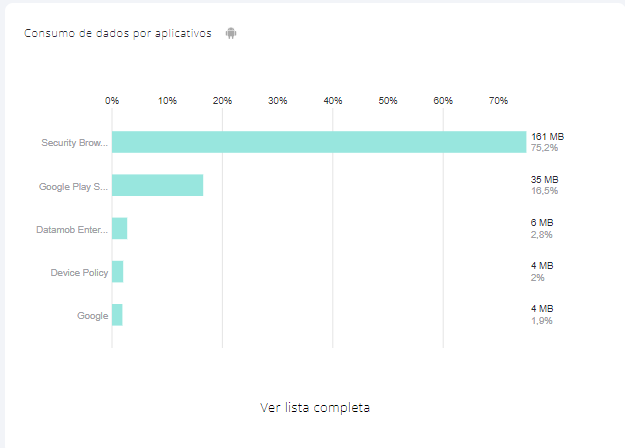 Consumo de dados por aplicativos
0% 10% 20% 30% 40% 50% 60% 70%
Security Brow... 161 MB
75,2%
Google Play S... 35 MB
16,5%
Datamob Enter... 6 MB
2,8%
Device Policy 4 MB
2%
Google 4 MB
1,9%
Ver lista completa